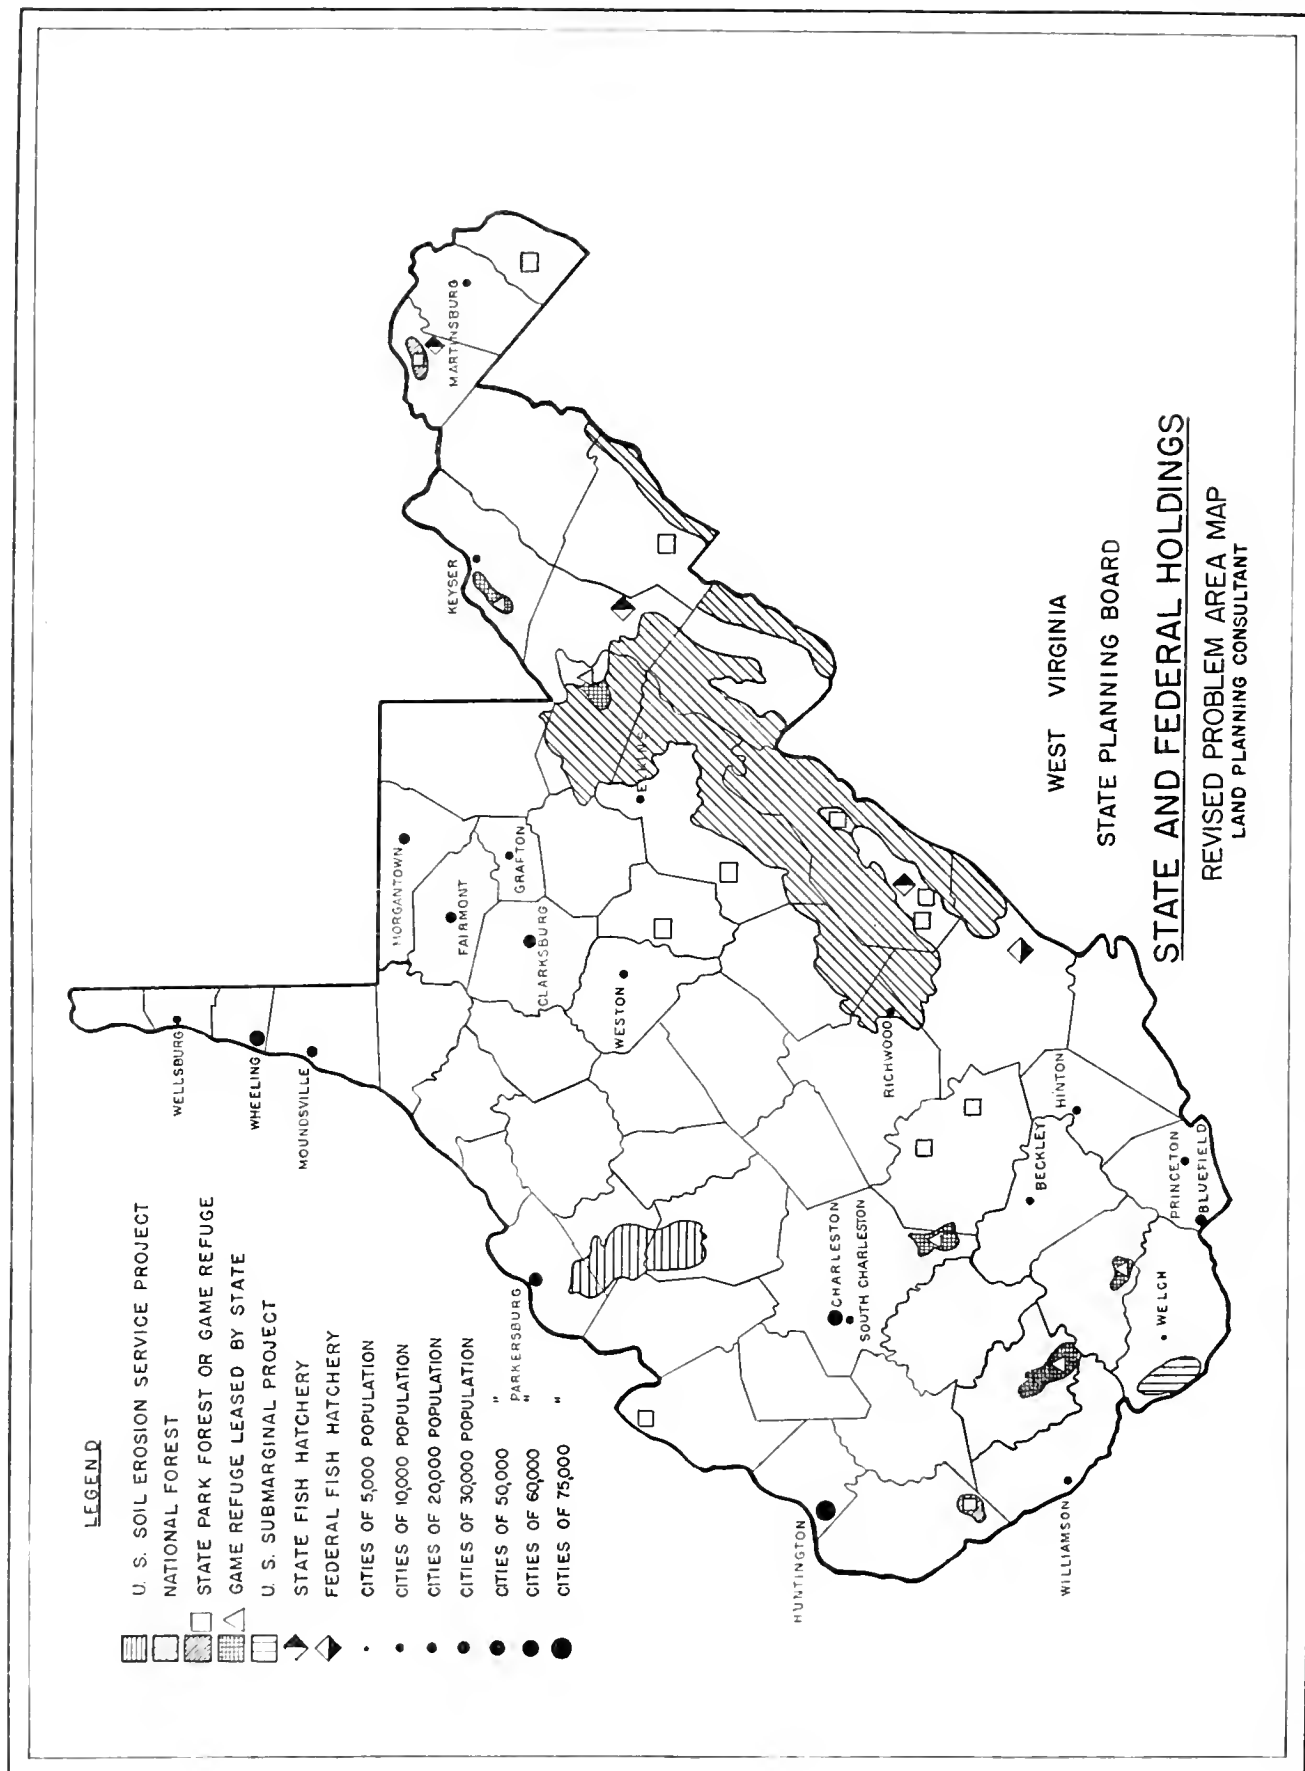 LEGEND
U. S. SOIL EROSION SERVICE PROJECT
NATIONAL FOREST
STATE PARK FOREST OR GAME REFUGE
GAME REFUGE LEASED BY STATE
U. S. SUBMARGINAL PROJECT
STATE FISH HATCHERY
FEDERAL FISH HATCHERY
CITIES OF 5,000 POPULATION
CITIES OF 10,000 POPULATION
CITIES OF 20,000 POPULATION
CITIES OF 30,000 POPULATION
CITIES OF 50,000 "
CITIES OF 60,000 "
CITIES OF 75,000 "
WELLSBURG
WHEELING
MOUNDSVILLE
MORGANTOWN
FAIRMONT
GRAFTON
CLARKSBURG
WESTON
ELKINS
KEYSER
MARTINSBURG
PARKERSBURG
HUNTINGTON
CHARLESTON
SOUTH CHARLESTON
RICHWOOD
BECKLEY
HINTON
PRINCETON
BLUEFIELD
WELCH
WILLIAMSON
WEST VIRGINIA
STATE PLANNING BOARD
STATE AND FEDERAL HOLDINGS
REVISED PROBLEM AREA MAP
LAND PLANNING CONSULTANT